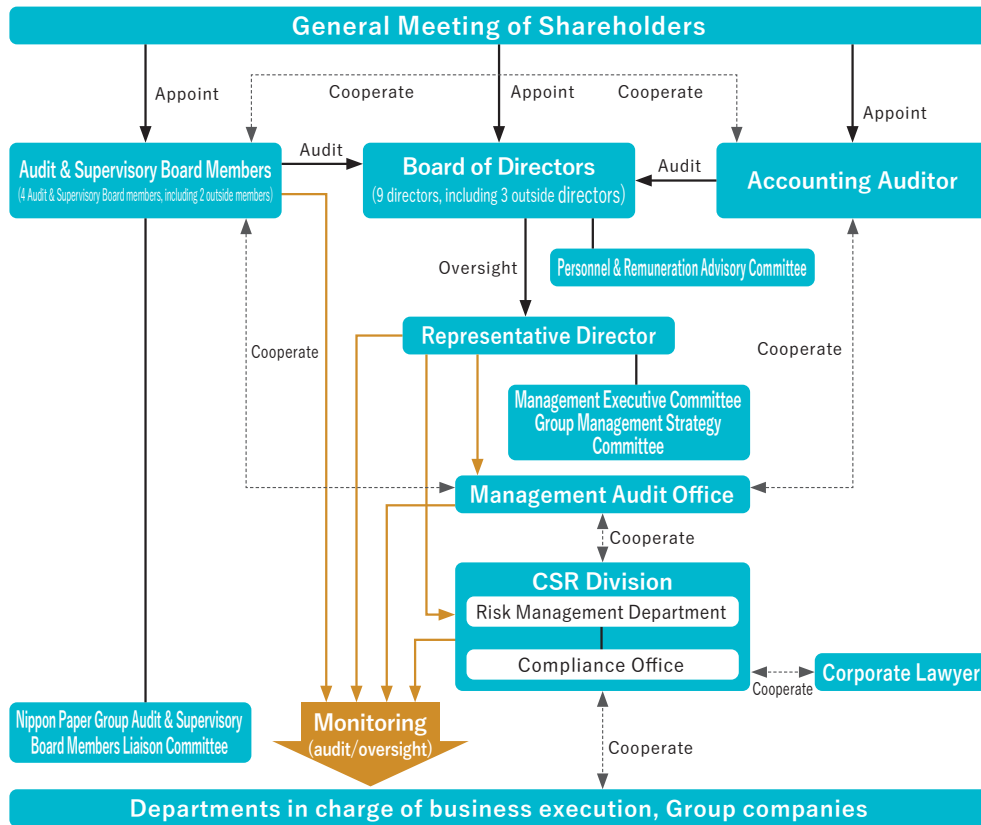 General Meeting of Shareholders
Appoint
Cooperate
Appoint
Cooperate
Appoint
Audit & Supervisory Board Members
(4 Audit & Supervisory Board members, including 2 outside members)
Audit
Board of Directors
(9 directors, including 3 outside directors)
Audit
Accounting Auditor
Oversight
Personnel & Remuneration Advisory Committee
Representative Director
Cooperate
Cooperate
Management Executive Committee
Group Management Strategy
Committee
Management Audit Office
Cooperate
CSR Division
Risk Management Department
Compliance Office
Cooperate
Corporate Lawyer
Nippon Paper Group Audit & Supervisory
Board Members Liaison Committee
Monitoring
(audit/oversight)
Cooperate
Departments in charge of business execution, Group companies